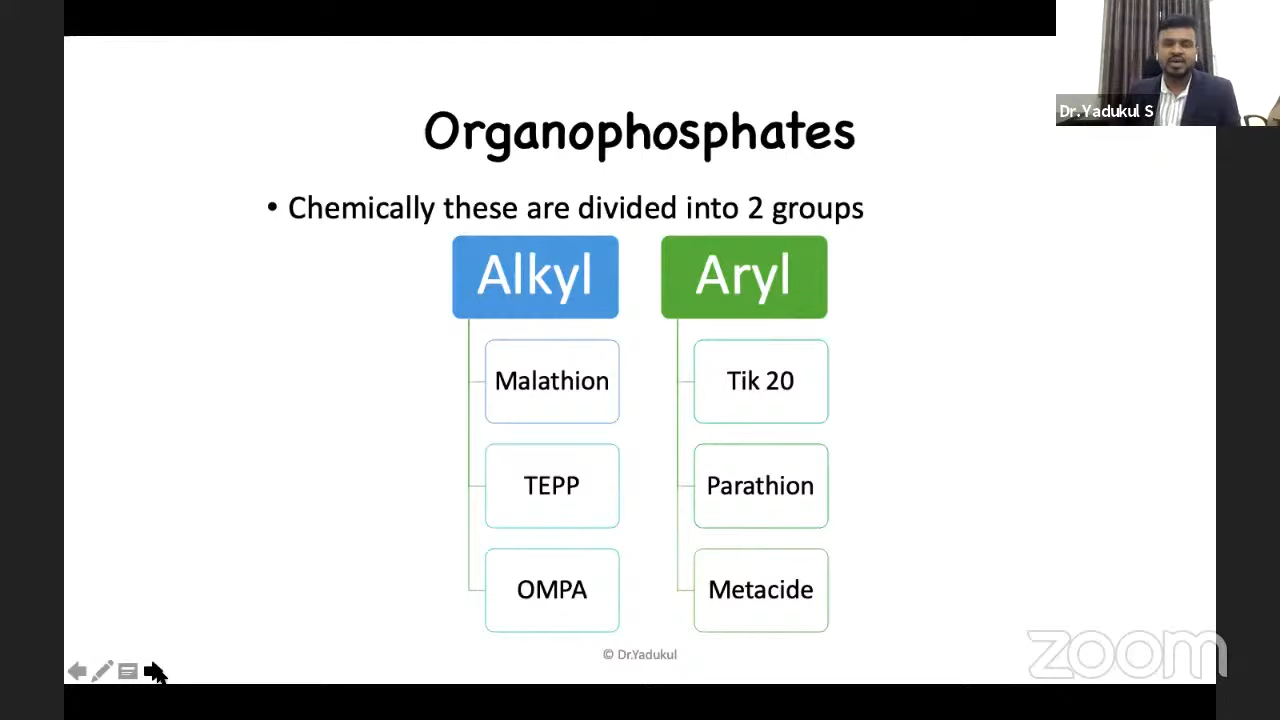 Dr.Yadukul S
Organophosphates
• Chemically these are divided into 2 groups
Alkyl
Aryl
Malathion
Tik 20
TEPP
Parathion
OMPA
Metacide
© Dr.Yadukul
zoom